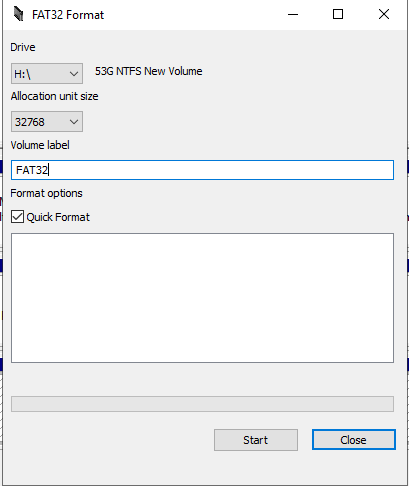 FAT32 Format
Drive
H:\
53G NTFS New Volume
Allocation unit size
32768
Volume label
FAT32
Format options
Quick Format
Start
Close